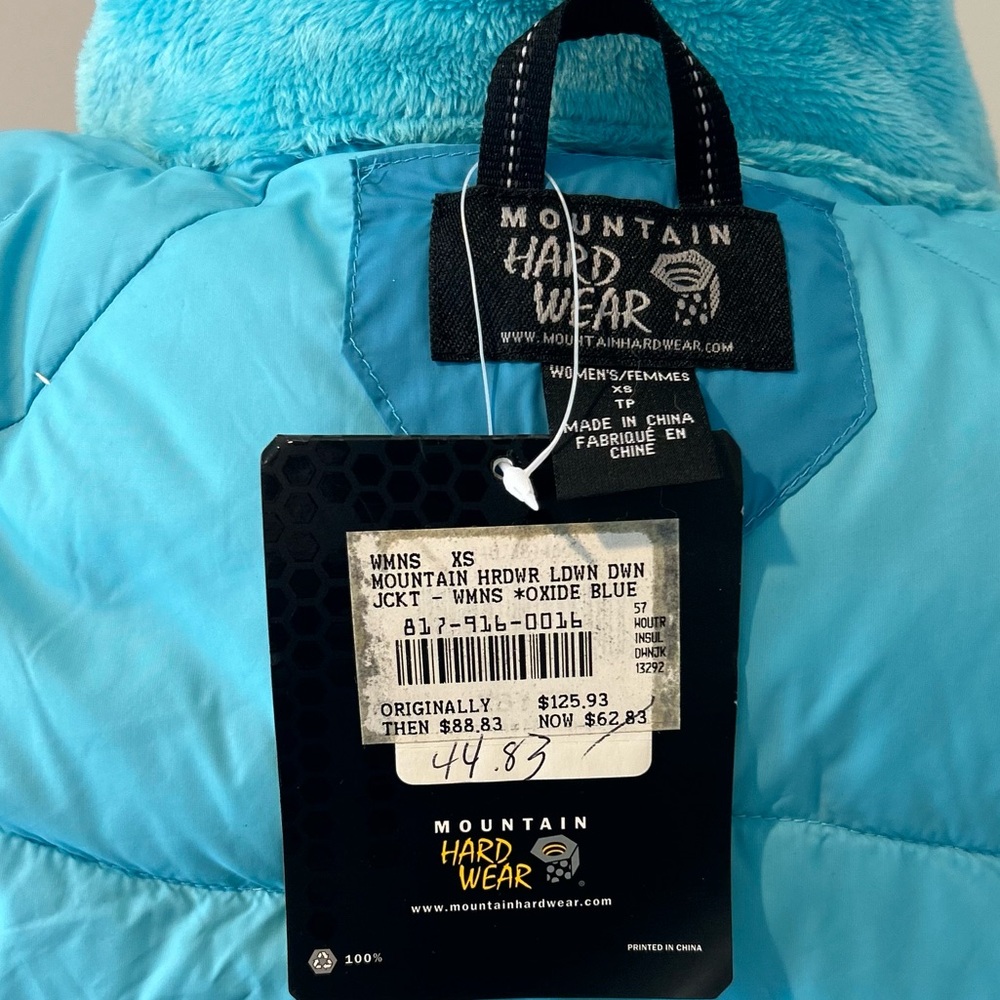 MOUNTAIN
HARD
WEAR
WWW.MOUNTAINHARDWEAR.COM
WOMEN'S/FEMMES
XS
TP
MADE IN CHINA
FABRIQUÉ EN
CHINE
WMNS XS
MOUNTAIN HRDWR LDWN DWN
JCKT - WMNS *OXIDE BLUE
817-916-0016
57
WOUTR
INSUL
DWNJK
13292
ORIGINALLY $125.93
THEN $88.83 NOW $62.83
44.83
MOUNTAIN
HARD
WEAR
www.mountainhardwear.com
100%
PRINTED IN CHINA